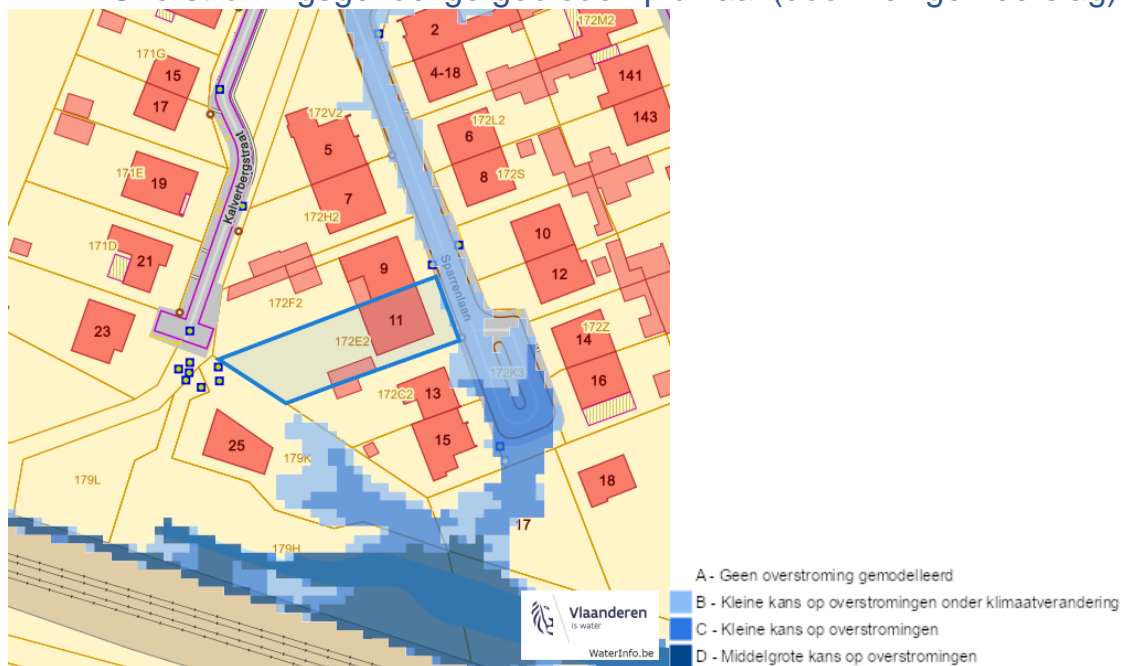 172M2
2
171G
15
4-18
141
17
172V2
172L2
143
5
6
8
172S
171E
19
Kalverbergstraat
7
172H2
10
171D
21
9
Sparrenlaan
12
172F2
11
23
172E2
172Z
14
172K3
16
13
172C2
15
25
179K
179L
18
17
179H
A - Geen overstroming gemodelleerd
B - Kleine kans op overstromingen onder klimaatverandering
C - Kleine kans op overstromingen
D - Middelgrote kans op overstromingen
Vlaanderen
is water
WaterInfo.be